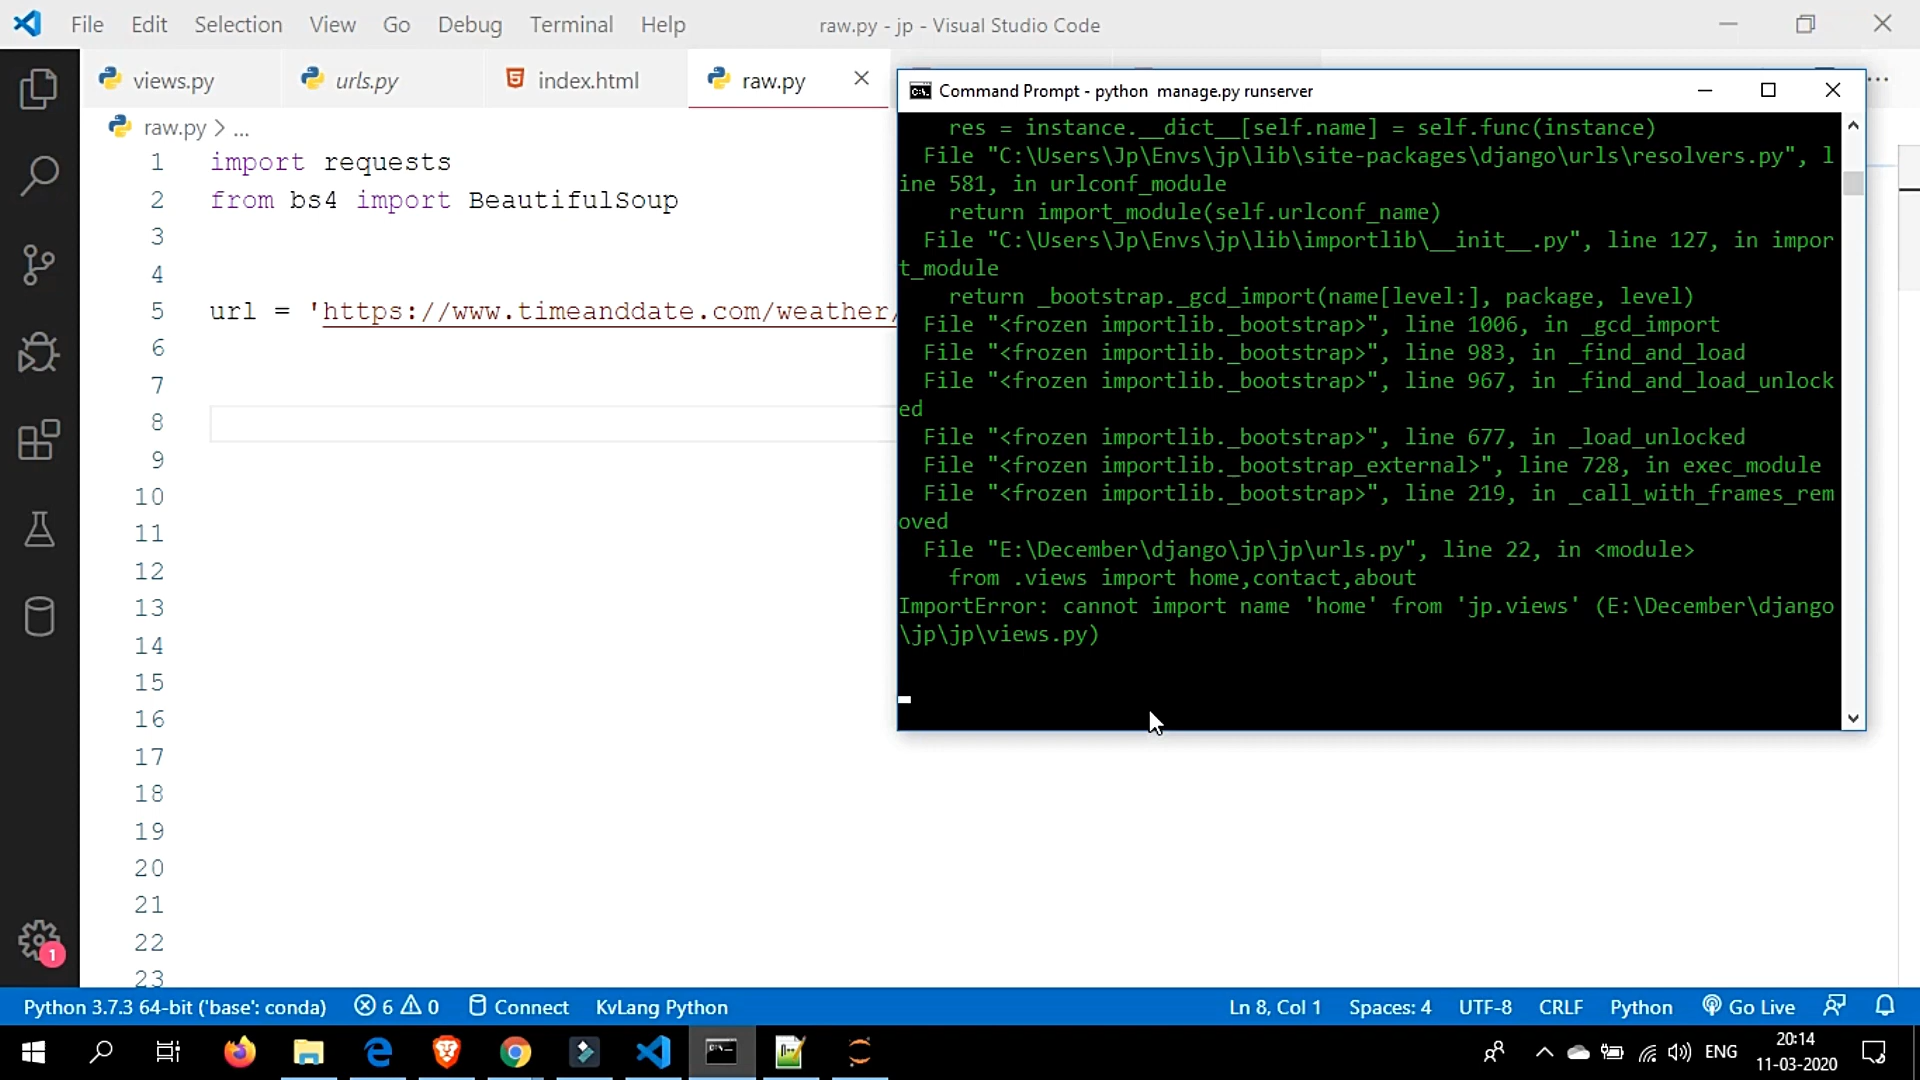 File Edit Selection View Go Debug Terminal Help raw.py - jp - Visual Studio Code
views.py urls.py index.html raw.py
raw.py > ...
1 import requests
2 from bs4 import BeautifulSoup
3
4
5 url = 'https://www.timeanddate.com/weather/
6
7
8
9
10
11
12
13
14
15
16
17
18
19
20
21
22
23
Command Prompt - python manage.py runserver
res = instance.__dict__[self.name] = self.func(instance)
File "C:\Users\Jp\Envs\jp\lib\site-packages\django\urls\resolvers.py", l
ine 581, in urlconf_module
return import_module(self.urlconf_name)
File "C:\Users\Jp\Envs\jp\lib\importlib\__init__.py", line 127, in impor
t_module
return _bootstrap._gcd_import(name[level:], package, level)
File "<frozen importlib._bootstrap>", line 1006, in _gcd_import
File "<frozen importlib._bootstrap>", line 983, in _find_and_load
File "<frozen importlib._bootstrap>", line 967, in _find_and_load_unlock
ed
File "<frozen importlib._bootstrap>", line 677, in _load_unlocked
File "<frozen importlib._bootstrap_external>", line 728, in exec_module
File "<frozen importlib._bootstrap>", line 219, in _call_with_frames_rem
oved
File "E:\December\django\jp\jp\urls.py", line 22, in <module>
from .views import home,contact,about
ImportError: cannot import name 'home' from 'jp.views' (E:\December\django
\jp\jp\views.py)
1
Python 3.7.3 64-bit ('base': conda) 6 0 Connect KvLang Python Ln 8, Col 1 Spaces: 4 UTF-8 CRLF Python Go Live
ENG 20:14
11-03-2020